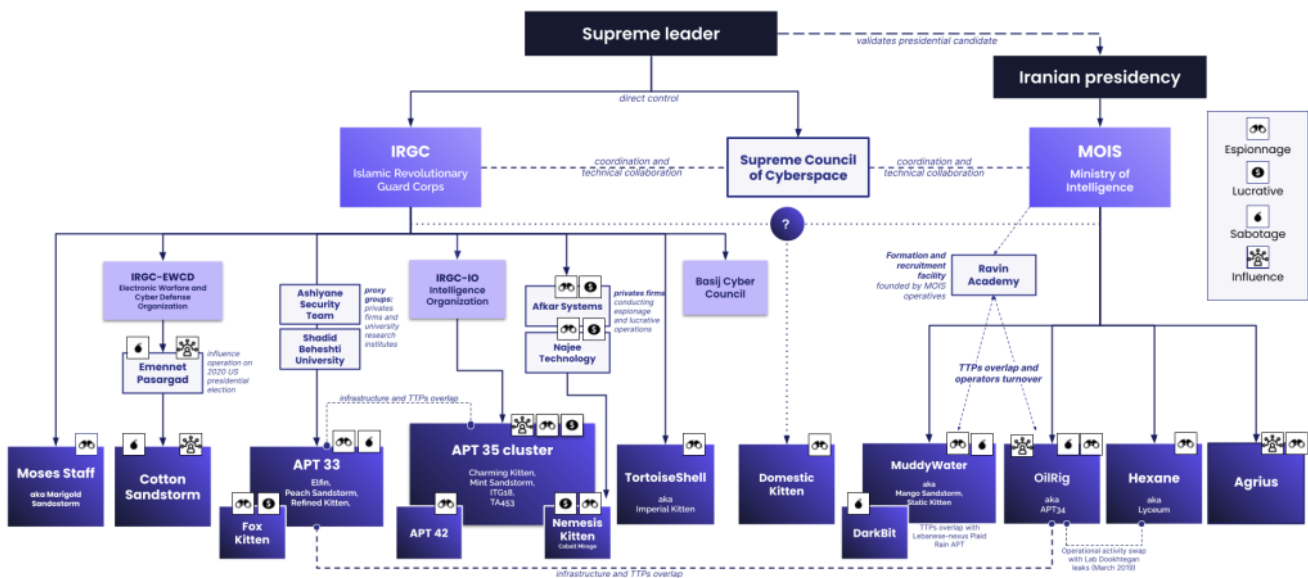 Supreme leader
validates presidential candidate
Iranian presidency
direct control
IRGC
Islamic Revolutionary
Guard Corps
coordination and
technical collaboration
Supreme Council
of Cyberspace
coordination and
technical collaboration
MOIS
Ministry of
Intelligence
Espionnage
Lucrative
Sabotage
Influence
?
IRGC-EWCD
Electronic Warfare and
Cyber Defense
Organization
Ashiyane
Security
Team
Shadid
Beheshti
University
proxy
groups:
privates
firms and
university
research
institutes
IRGC-IO
Intelligence
Organization
Afkar Systems
Najee
Technology
privates firms
conducting
espionage
and lucrative
operations
Basij Cyber
Council
Formation and
recruitment
facility
founded by MOIS
operatives
Ravin
Academy
Emennet
Pasargad
influence
operation on
2020 US
presidential
election
infrastructure and TTPs overlap
TTPs overlap and
operators turnover
Moses Staff
aka Marigold
Sandostorm
Cotton
Sandstorm
APT 33
Elfin,
Peach Sandstorm,
Refined Kitten,
Fox
Kitten
APT 35 cluster
Charming Kitten,
Mint Sandstorm,
ITG18,
TA453
APT 42
Nemesis
Kitten
Cobalt Mirage
TortoiseShell
aka
Imperial Kitten
Domestic
Kitten
MuddyWater
aka
Mango Sandstorm,
Static Kitten
DarkBit
TTPs overlap with
Lebanese-nexus Plaid
Rain APT
OilRig
aka
APT34
Hexane
aka
Lyceum
Agrius
Operational activity swap
with Lab Dookhtegan
leaks (March 2019)
infrastructure and TTPs overlap